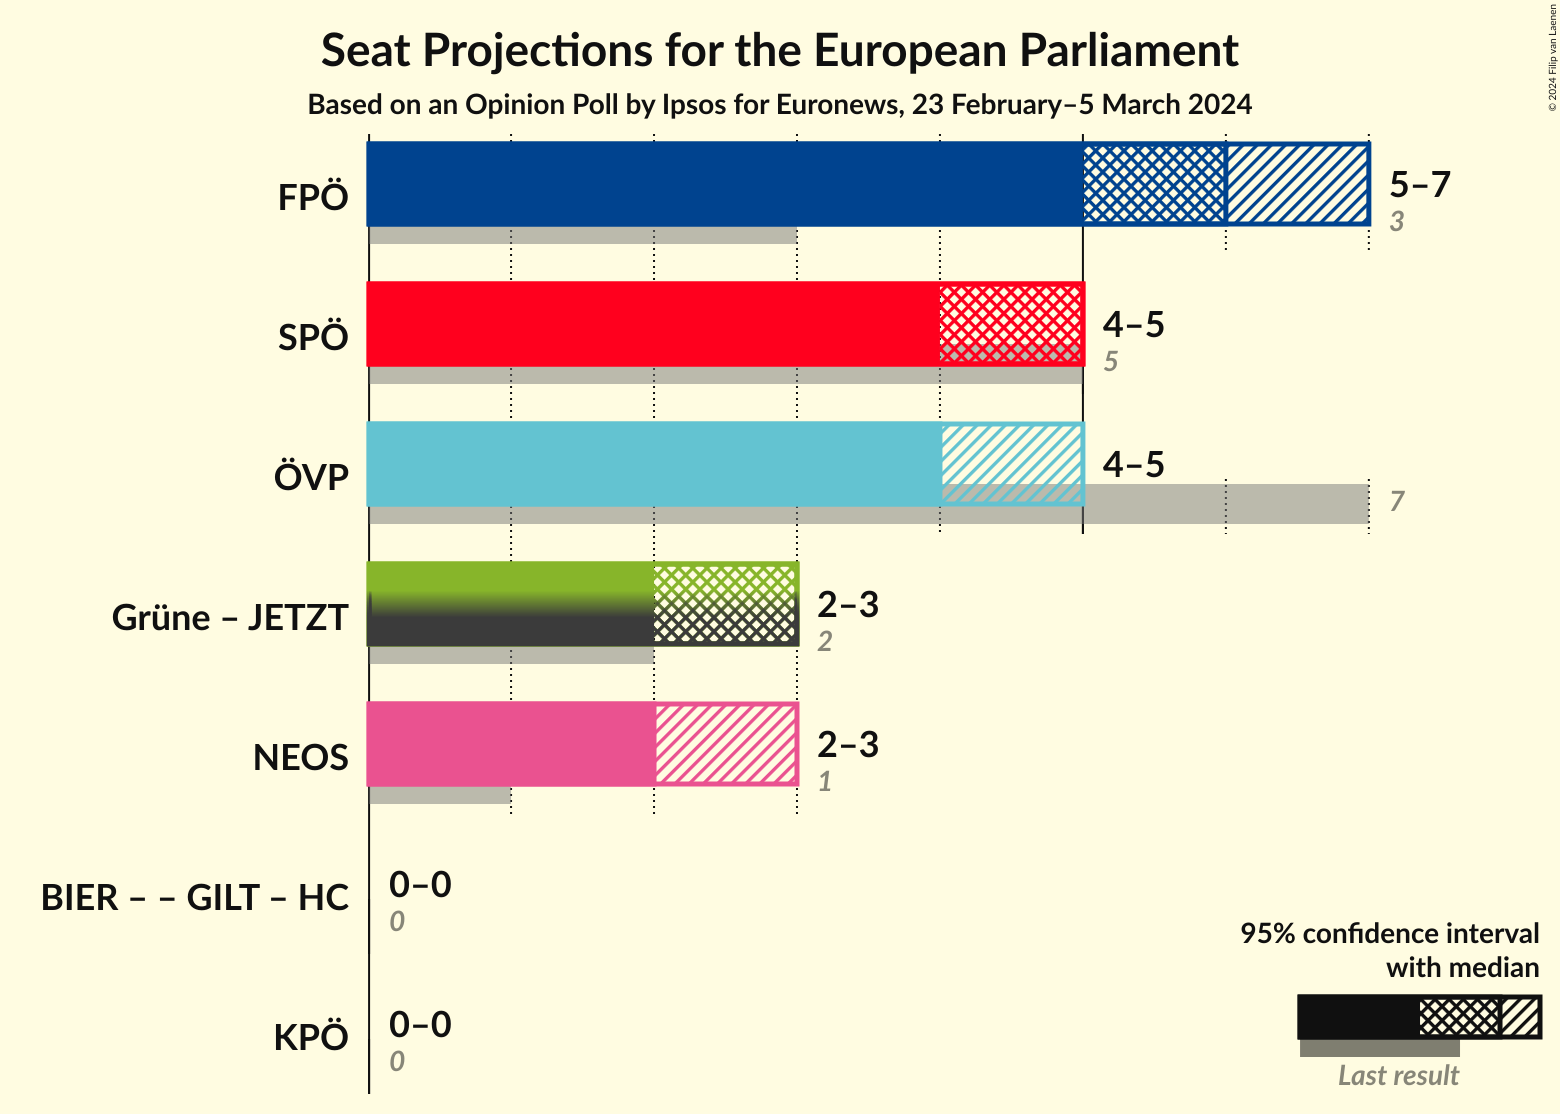 Seat Projections for the European Parliament
Based on an Opinion Poll by Ipsos for Euronews, 23 February–5 March 2024
© 2024 Filip van Laenen
FPÖ
5–7
3
SPÖ
4–5
5
ÖVP
4–5
7
Grüne – JETZT
2–3
2
NEOS
2–3
1
BIER – – GILT – HC
0–0
0
KPÖ
0–0
0
95% confidence interval
with median
Last result